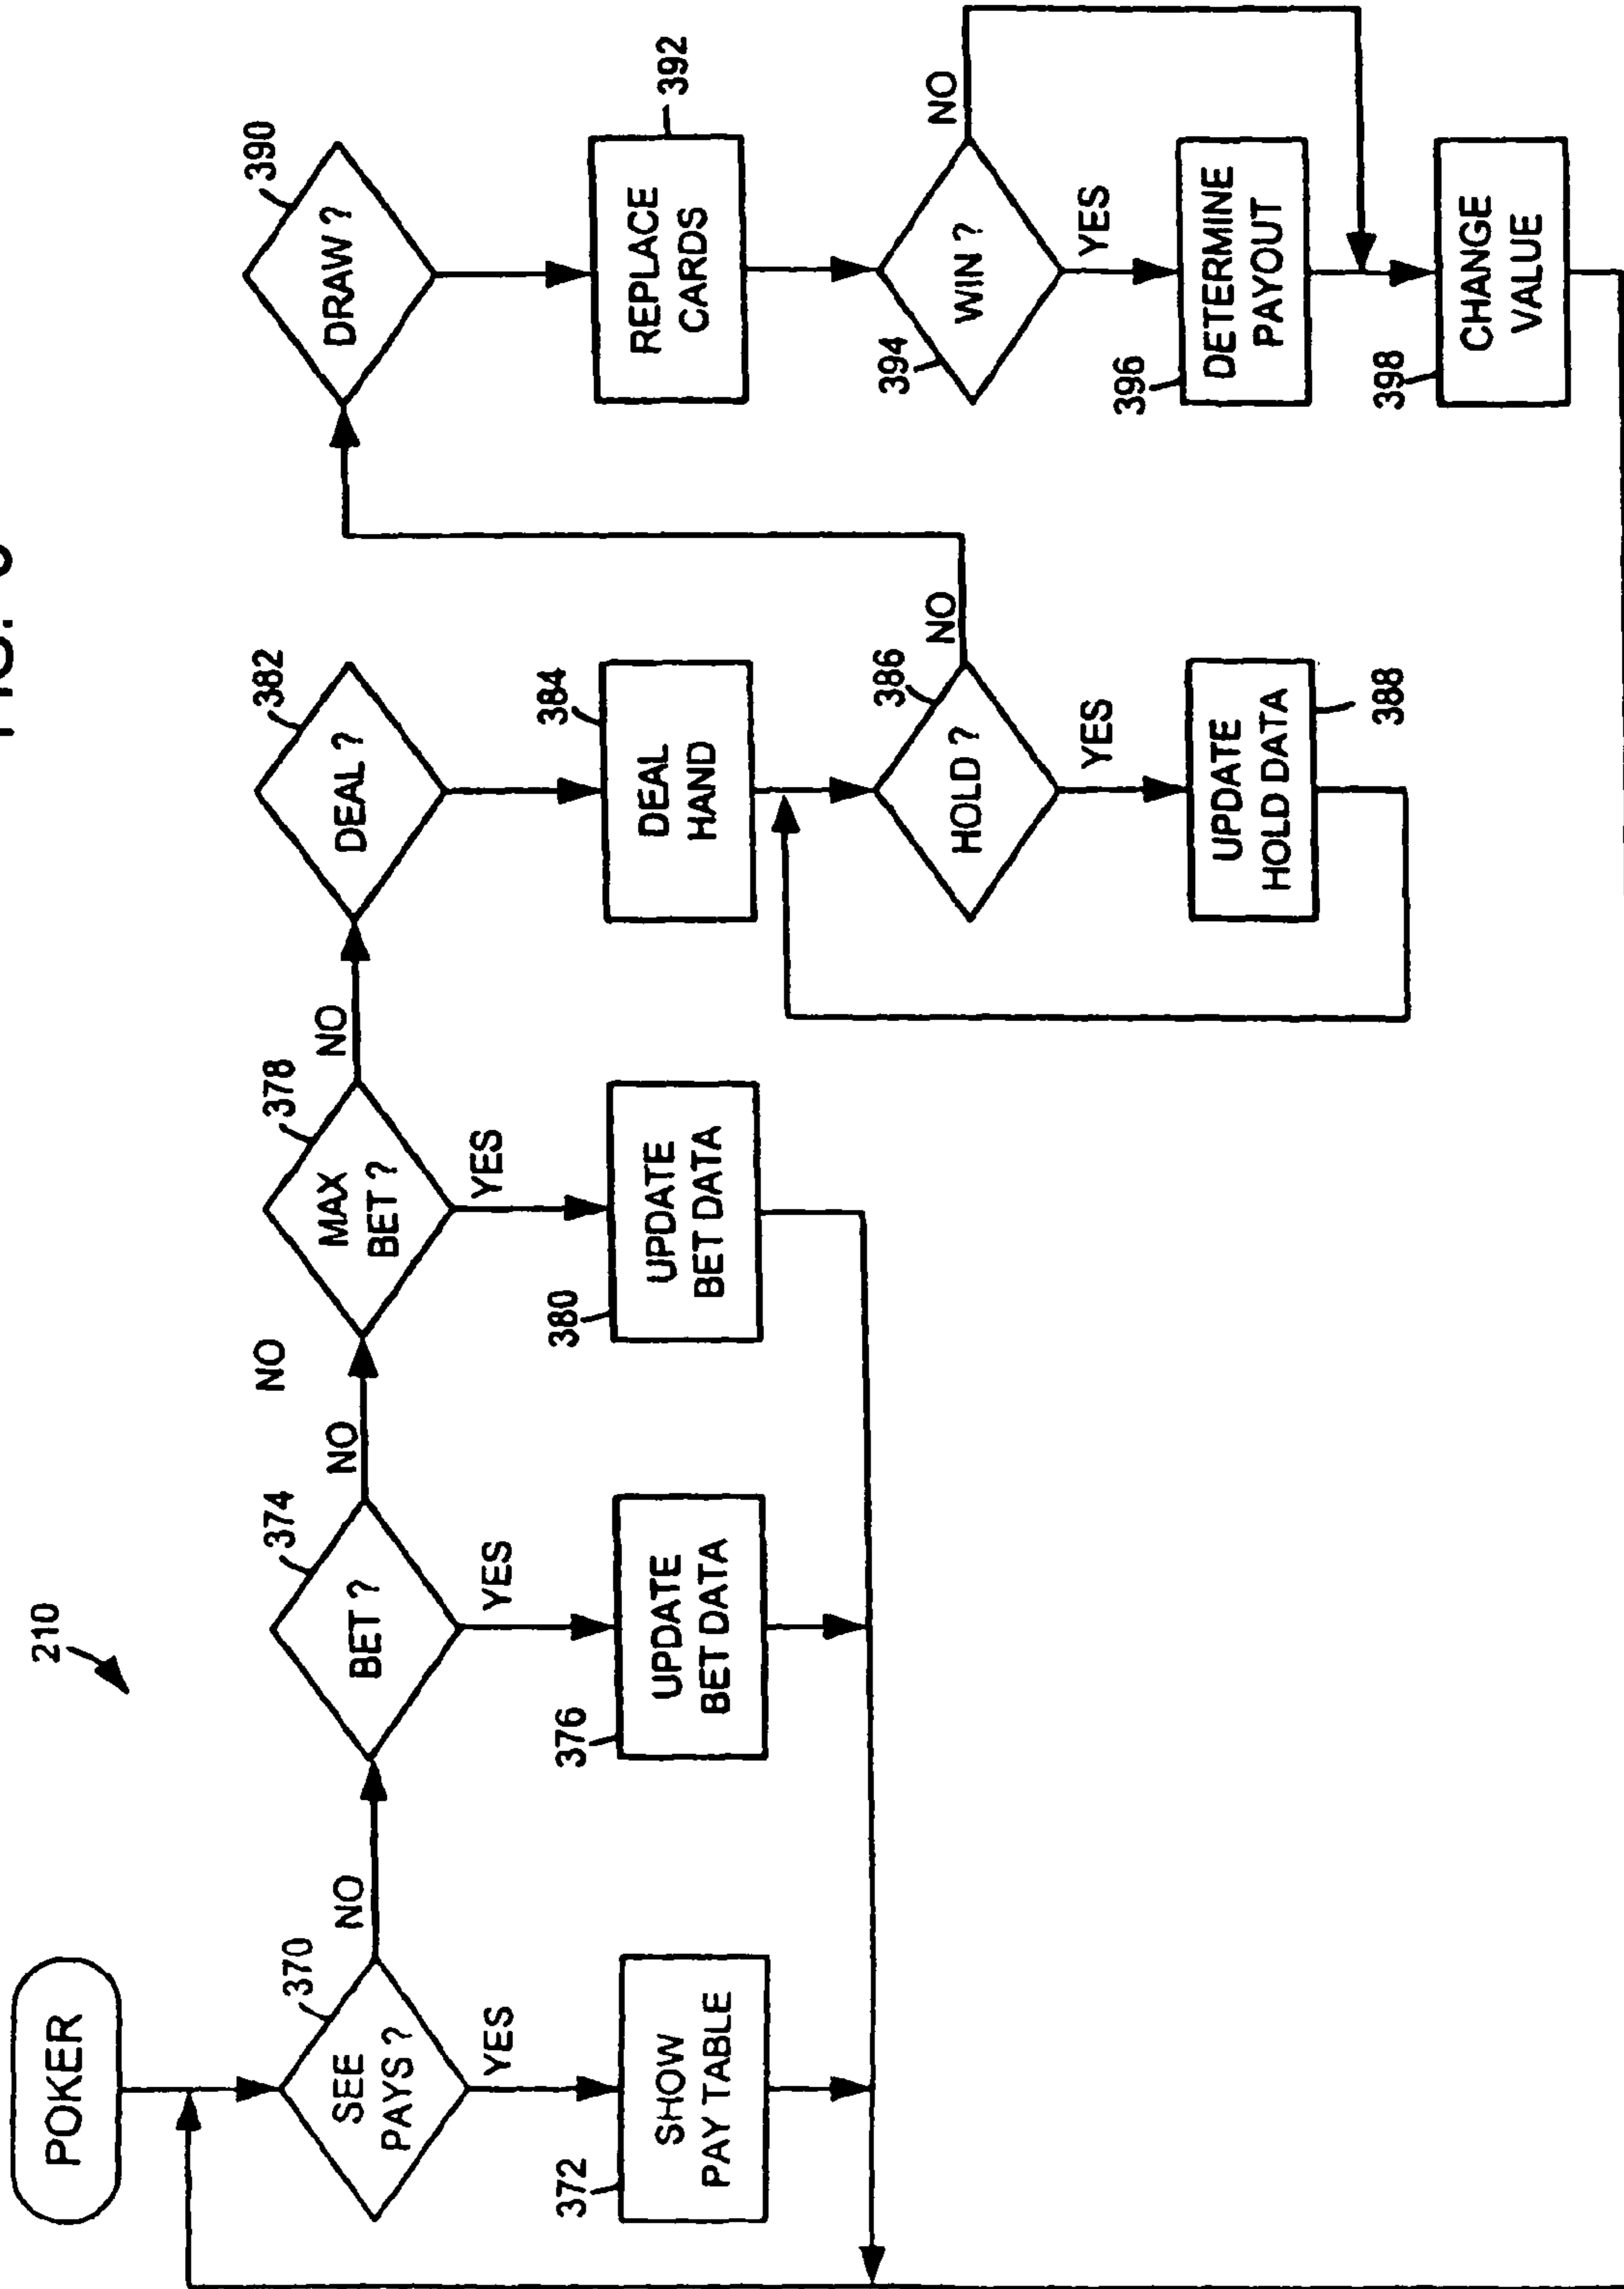 210
POKER
SEE
PAYS ?
370
NO
YES
SHOW
PAY TABLE
372
BET ?
374
NO
NO
YES
UPDATE
BET DATA
376
MAX
BET ?
378
NO
YES
UPDATE
BET DATA
380
DEAL ?
382
DEAL
HAND
384
HOLD ?
386
NO
YES
UPDATE
HOLD DATA
388
DRAW ?
390
REPLACE
CARDS
392
WIN ?
394
NO
YES
DETERMINE
PAYOUT
396
CHANGE
VALUE
398